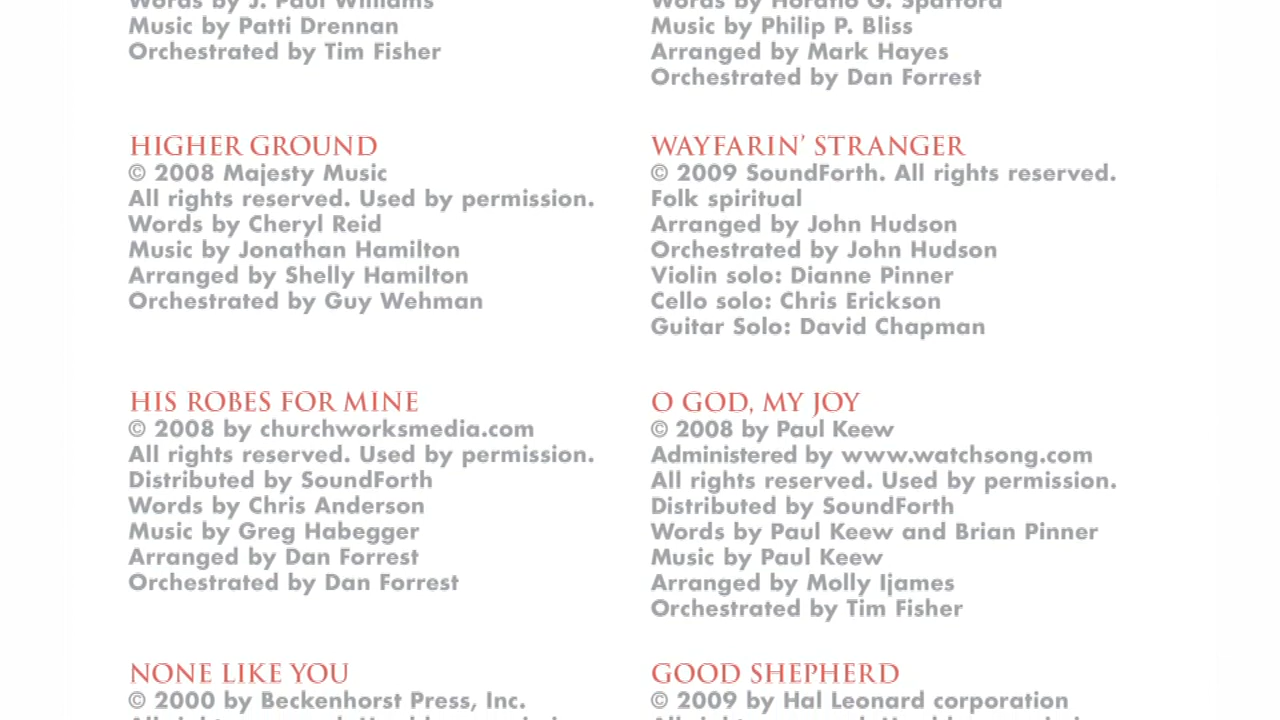 Words by J. Paul Williams
Music by Patti Drennan
Orchestrated by Tim Fisher
HIGHER GROUND
© 2008 Majesty Music
All rights reserved. Used by permission.
Words by Cheryl Reid
Music by Jonathan Hamilton
Arranged by Shelly Hamilton
Orchestrated by Guy Wehman
HIS ROBES FOR MINE
© 2008 by churchworksmedia.com
All rights reserved. Used by permission.
Distributed by SoundForth
Words by Chris Anderson
Music by Greg Habegger
Arranged by Dan Forrest
Orchestrated by Dan Forrest
NONE LIKE YOU
© 2000 by Beckenhorst Press, Inc.
Words by Horatio G. Spafford
Music by Philip P. Bliss
Arranged by Mark Hayes
Orchestrated by Dan Forrest
WAYFARIN’ STRANGER
© 2009 SoundForth. All rights reserved.
Folk spiritual
Arranged by John Hudson
Orchestrated by John Hudson
Violin solo: Dianne Pinner
Cello solo: Chris Erickson
Guitar Solo: David Chapman
O GOD, MY JOY
© 2008 by Paul Keew
Administered by www.watchsong.com
All rights reserved. Used by permission.
Distributed by SoundForth
Words by Paul Keew and Brian Pinner
Music by Paul Keew
Arranged by Molly Ijames
Orchestrated by Tim Fisher
GOOD SHEPHERD
© 2009 by Hal Leonard corporation